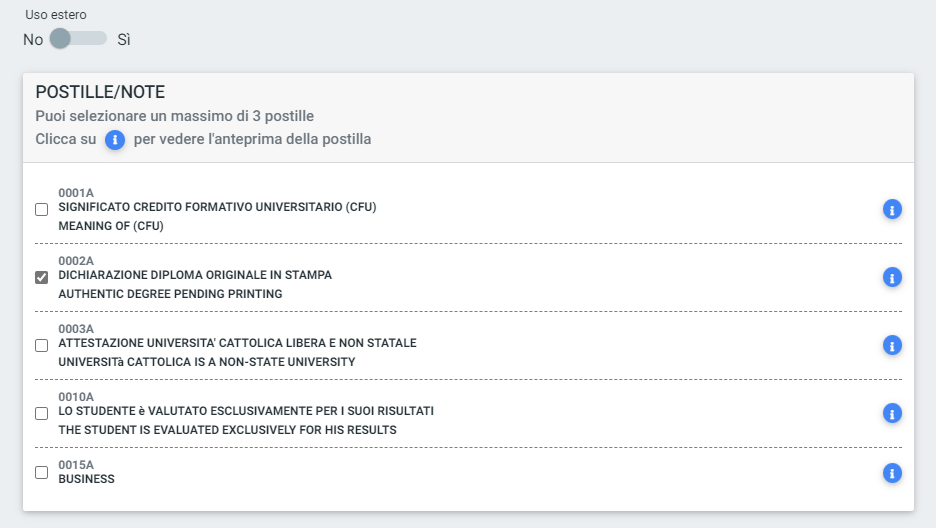 Uso estero
No Sì
POSTILLE/NOTE
Puoi selezionare un massimo di 3 postille
Clicca su i per vedere l'anteprima della postilla
0001A
SIGNIFICATO CREDITO FORMATIVO UNIVERSITARIO (CFU)
MEANING OF (CFU)
0002A
DICHIARAZIONE DIPLOMA ORIGINALE IN STAMPA
AUTHENTIC DEGREE PENDING PRINTING
0003A
ATTESTAZIONE UNIVERSITA' CATTOLICA LIBERA E NON STATALE
UNIVERSITà CATTOLICA IS A NON-STATE UNIVERSITY
0010A
LO STUDENTE è VALUTATO ESCLUSIVAMENTE PER I SUOI RISULTATI
THE STUDENT IS EVALUATED EXCLUSIVELY FOR HIS RESULTS
0015A
BUSINESS